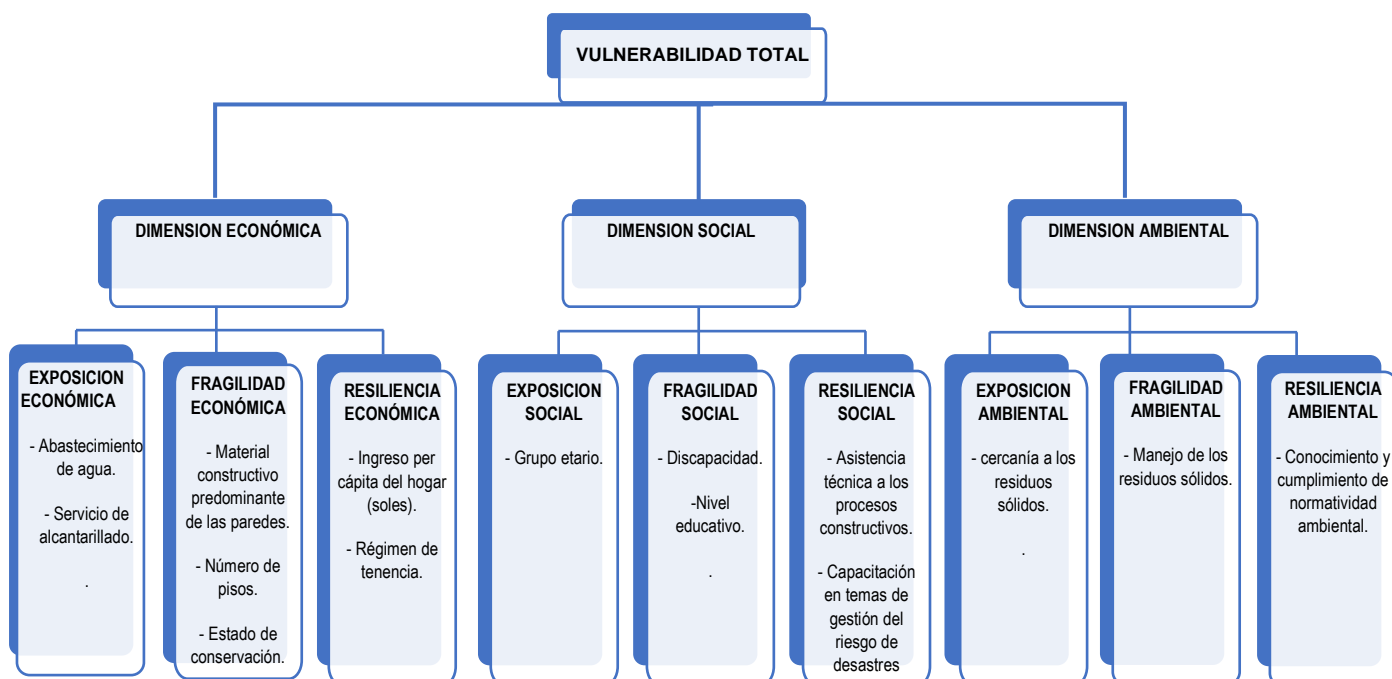 VULNERABILIDAD TOTAL
DIMENSION ECONÓMICA
DIMENSION SOCIAL
DIMENSION AMBIENTAL
EXPOSICION
ECONÓMICA
- Abastecimiento
de agua.
- Servicio de
alcantarillado.
.
FRAGILIDAD
ECONÓMICA
- Material
constructivo
predominante
de las paredes.
- Número de
pisos.
- Estado de
conservación.
RESILIENCIA
ECONÓMICA
- Ingreso per
cápita del hogar
(soles).
- Régimen de
tenencia.
EXPOSICION
SOCIAL
- Grupo etario.
FRAGILIDAD
SOCIAL
- Discapacidad.
-Nivel
educativo.
.
RESILIENCIA
SOCIAL
- Asistencia
técnica a los
procesos
constructivos.
- Capacitación
en temas de
gestión del
riesgo de
desastres
EXPOSICION
AMBIENTAL
- cercanía a los
residuos
sólidos.
.
FRAGILIDAD
AMBIENTAL
- Manejo de los
residuos sólidos.
RESILIENCIA
AMBIENTAL
- Conocimiento y
cumplimiento de
normatividad
ambiental.